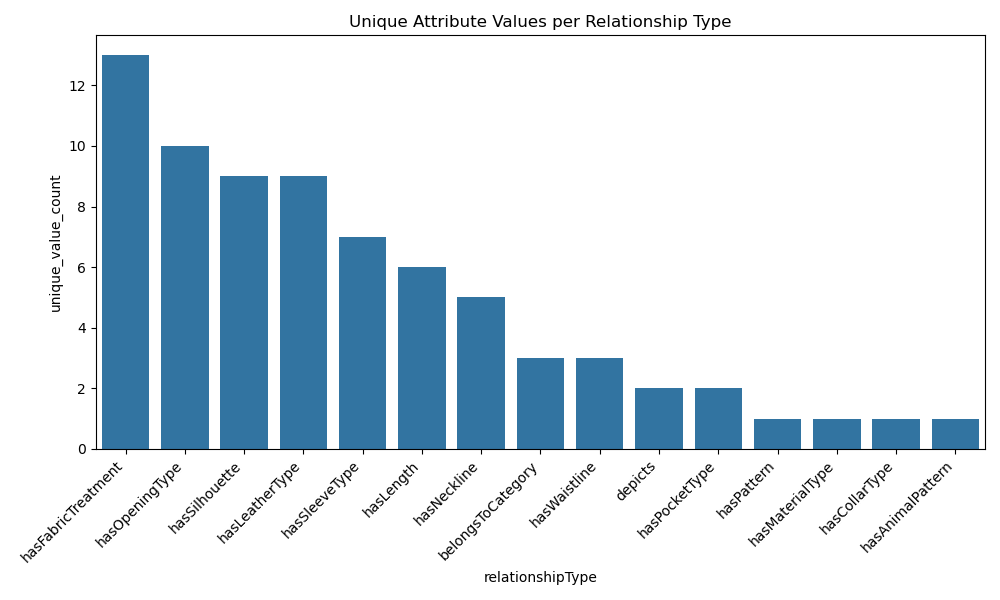 Unique Attribute Values per Relationship Type
unique_value_count
12
10
8
6
4
2
0
hasFabricTreatment
hasOpeningType
hasSilhouette
hasLeatherType
hasSleeveType
hasLength
hasNeckline
belongsToCategory
hasWaistline
depicts
hasPocketType
hasPattern
hasMaterialType
hasCollarType
hasAnimalPattern
relationshipType